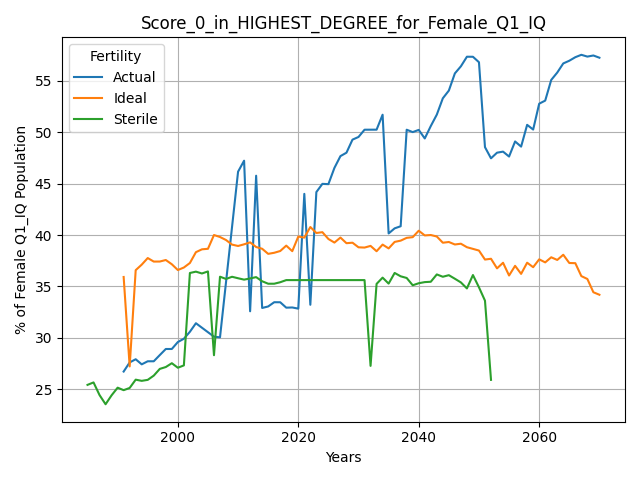 Score_0_in_HIGHEST_DEGREE_for_Female_Q1_IQ
Fertility
Actual
Ideal
Sterile
% of Female Q1_IQ Population
55
50
45
40
35
30
25
2000
2020
2040
2060
Years